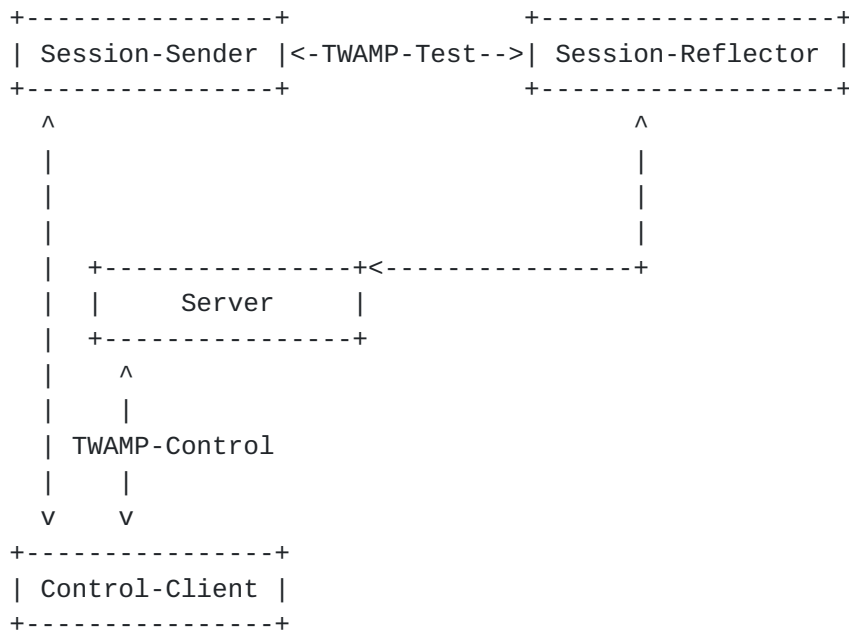 +----------------+               +-------------------+
| Session-Sender |<-TWAMP-Test-->| Session-Reflector |
+----------------+               +-------------------+
  ^                                     ^
  |                                     |
  |                                     |
  |                                     |
  |  +----------------+<----------------+
  |  |     Server     |
  |  +----------------+
  |    ^
  |    |
  | TWAMP-Control
  |    |
  v    v
+----------------+
| Control-Client |
+----------------+